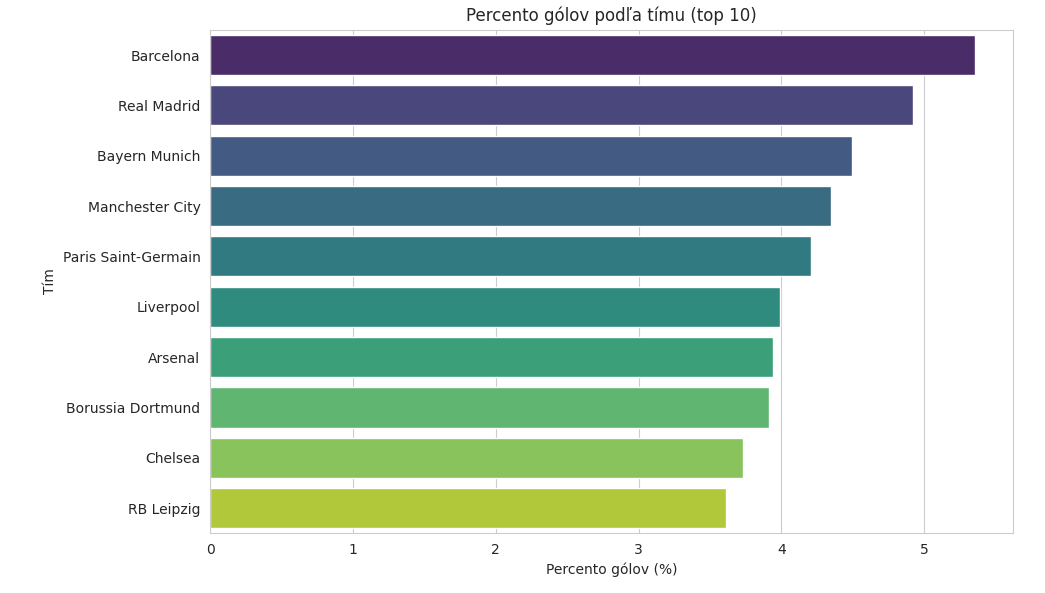 Percento gólov podľa tímu (top 10)
Barcelona
Real Madrid
Bayern Munich
Manchester City
Paris Saint-Germain
Liverpool
Arsenal
Borussia Dortmund
Chelsea
RB Leipzig
Tím
0 1 2 3 4 5
Percento gólov (%)